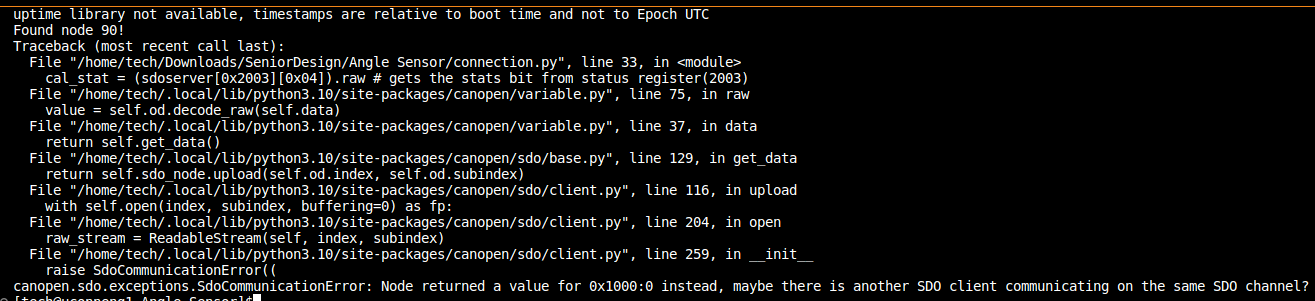 uptime library not available, timestamps are relative to boot time and not to Epoch UTC
Found node 90!
Traceback (most recent call last):
  File "/home/tech/Downloads/SeniorDesign/Angle Sensor/connection.py", line 33, in <module>
    cal_stat = (sdoserver[0x2003][0x04]).raw # gets the stats bit from status register(2003)
  File "/home/tech/.local/lib/python3.10/site-packages/canopen/variable.py", line 75, in raw
    value = self.od.decode_raw(self.data)
  File "/home/tech/.local/lib/python3.10/site-packages/canopen/variable.py", line 37, in data
    return self.get_data()
  File "/home/tech/.local/lib/python3.10/site-packages/canopen/sdo/base.py", line 129, in get_data
    return self.sdo_node.upload(self.od.index, self.od.subindex)
  File "/home/tech/.local/lib/python3.10/site-packages/canopen/sdo/client.py", line 116, in upload
    with self.open(index, subindex, buffering=0) as fp:
  File "/home/tech/.local/lib/python3.10/site-packages/canopen/sdo/client.py", line 204, in open
    raw_stream = ReadableStream(self, index, subindex)
  File "/home/tech/.local/lib/python3.10/site-packages/canopen/sdo/client.py", line 259, in __init__
    raise SdoCommunicationError((
canopen.sdo.exceptions.SdoCommunicationError: Node returned a value for 0x1000:0 instead, maybe there is another SDO client communicating on the same SDO channel?
Angle Sensor]$